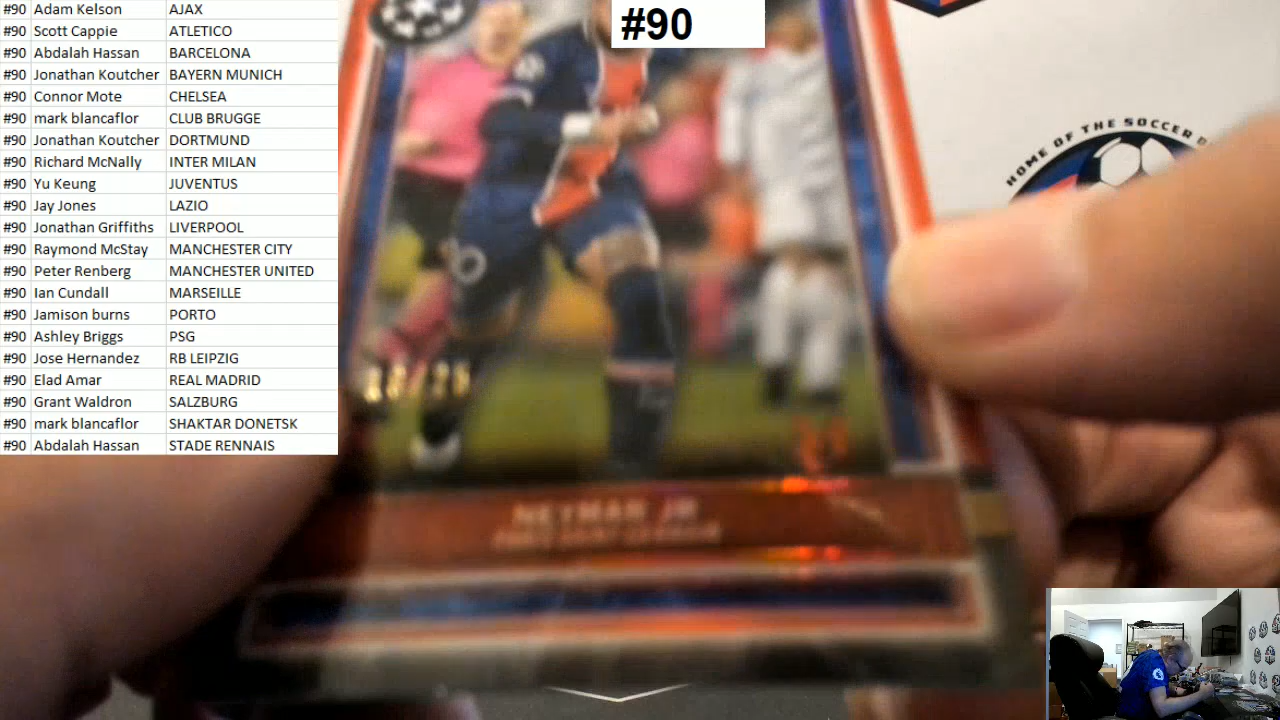 #90 Adam Kelson AJAX
#90 Scott Cappie ATLETICO
#90 Abdalah Hassan BARCELONA
#90 Jonathan Koutcher BAYERN MUNICH
#90 Connor Mote CHELSEA
#90 mark blancaflor CLUB BRUGGE
#90 Jonathan Koutcher DORTMUND
#90 Richard McNally INTER MILAN
#90 Yu Keung JUVENTUS
#90 Jay Jones LAZIO
#90 Jonathan Griffiths LIVERPOOL
#90 Raymond McStay MANCHESTER CITY
#90 Peter Renberg MANCHESTER UNITED
#90 Ian Cundall MARSEILLE
#90 Jamison burns PORTO
#90 Ashley Briggs PSG
#90 Jose Hernandez RB LEIPZIG
#90 Elad Amar REAL MADRID
#90 Grant Waldron SALZBURG
#90 mark blancaflor SHAKTAR DONETSK
#90 Abdalah Hassan STADE RENNAIS
#90
HOME OF THE SOCCER
NEYMAR JR